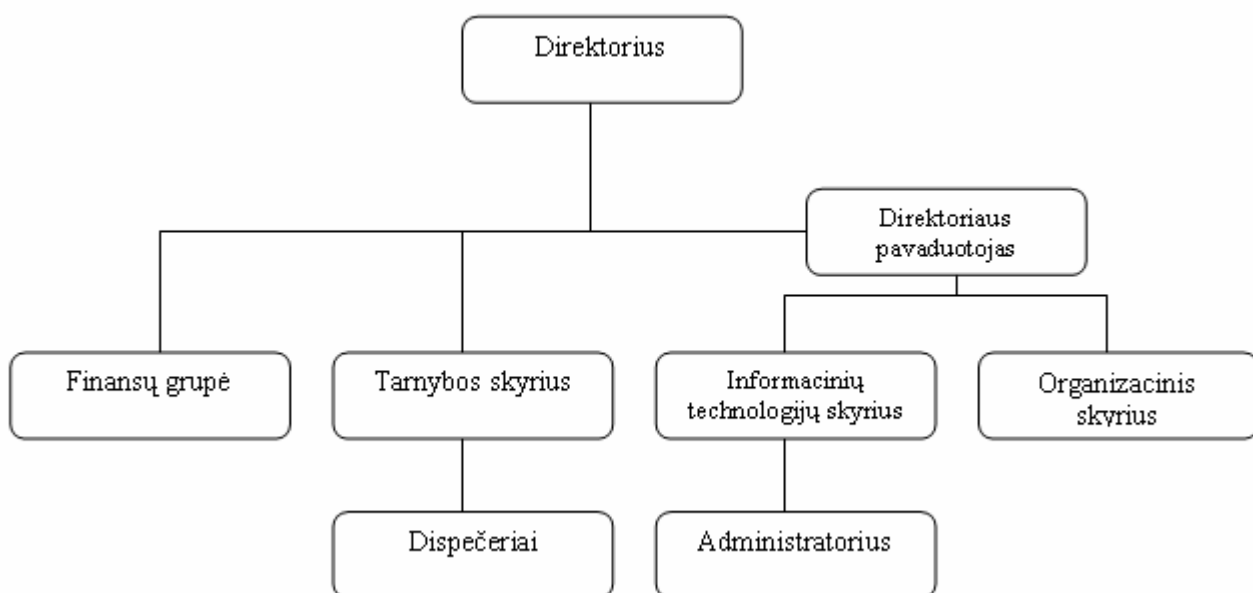 Direktorius
Direktoriaus
pavaduotojas
Finansų grupė
Tarnybos skyrius
Informacinių
technologijų skyrius
Organizacinis
skyrius
Dispečeriai
Administratorius